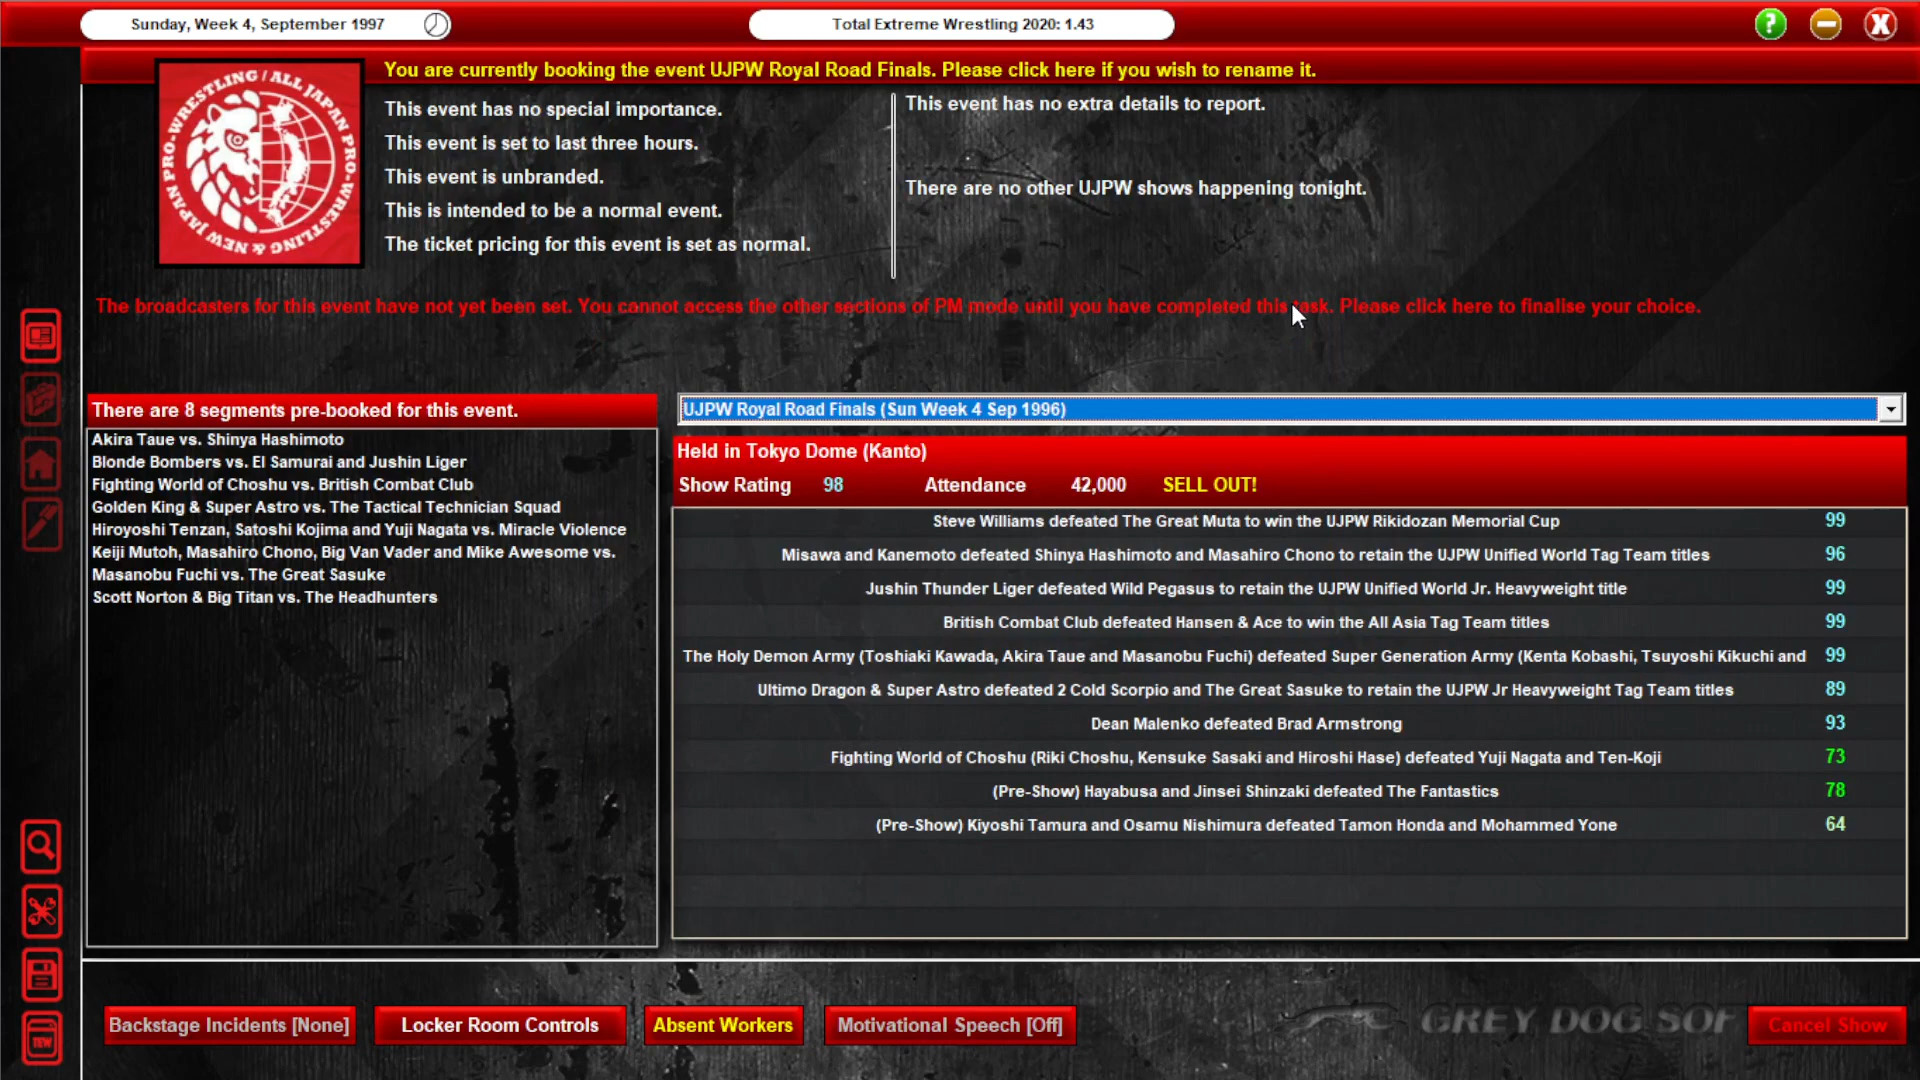 Sunday, Week 4, September 1997
Total Extreme Wrestling 2020: 1.43
You are currently booking the event UJPW Royal Road Finals. Please click here if you wish to rename it.
PRO-WRESTLING / ALL JAPAN PRO-WRESTLING & NEW JAPAN
This event has no special importance.
This event is set to last three hours.
This event is unbranded.
This is intended to be a normal event.
The ticket pricing for this event is set as normal.
This event has no extra details to report.
There are no other UJPW shows happening tonight.
The broadcasters for this event have not yet been set. You cannot access the other sections of PM mode until you have completed this task. Please click here to finalise your choice.
There are 8 segments pre-booked for this event.
Akira Taue vs. Shinya Hashimoto
Blonde Bombers vs. El Samurai and Jushin Liger
Fighting World of Choshu vs. British Combat Club
Golden King & Super Astro vs. The Tactical Technician Squad
Hiroyoshi Tenzan, Satoshi Kojima and Yuji Nagata vs. Miracle Violence
Keiji Mutoh, Masahiro Chono, Big Van Vader and Mike Awesome vs.
Masanobu Fuchi vs. The Great Sasuke
Scott Norton & Big Titan vs. The Headhunters
UJPW Royal Road Finals (Sun Week 4 Sep 1996)
Held in Tokyo Dome (Kanto)
Show Rating 98 Attendance 42,000 SELL OUT!
Steve Williams defeated The Great Muta to win the UJPW Rikidozan Memorial Cup 99
Misawa and Kanemoto defeated Shinya Hashimoto and Masahiro Chono to retain the UJPW Unified World Tag Team titles 96
Jushin Thunder Liger defeated Wild Pegasus to retain the UJPW Unified World Jr. Heavyweight title 99
British Combat Club defeated Hansen & Ace to win the All Asia Tag Team titles 99
The Holy Demon Army (Toshiaki Kawada, Akira Taue and Masanobu Fuchi) defeated Super Generation Army (Kenta Kobashi, Tsuyoshi Kikuchi and 99
Ultimo Dragon & Super Astro defeated 2 Cold Scorpio and The Great Sasuke to retain the UJPW Jr Heavyweight Tag Team titles 89
Dean Malenko defeated Brad Armstrong 93
Fighting World of Choshu (Riki Choshu, Kensuke Sasaki and Hiroshi Hase) defeated Yuji Nagata and Ten-Koji 73
(Pre-Show) Hayabusa and Jinsei Shinzaki defeated The Fantastics 78
(Pre-Show) Kiyoshi Tamura and Osamu Nishimura defeated Tamon Honda and Mohammed Yone 64
TEW
Backstage Incidents [None]
Locker Room Controls
Absent Workers
Motivational Speech [Off]
GREY DOG SOF
Cancel Show